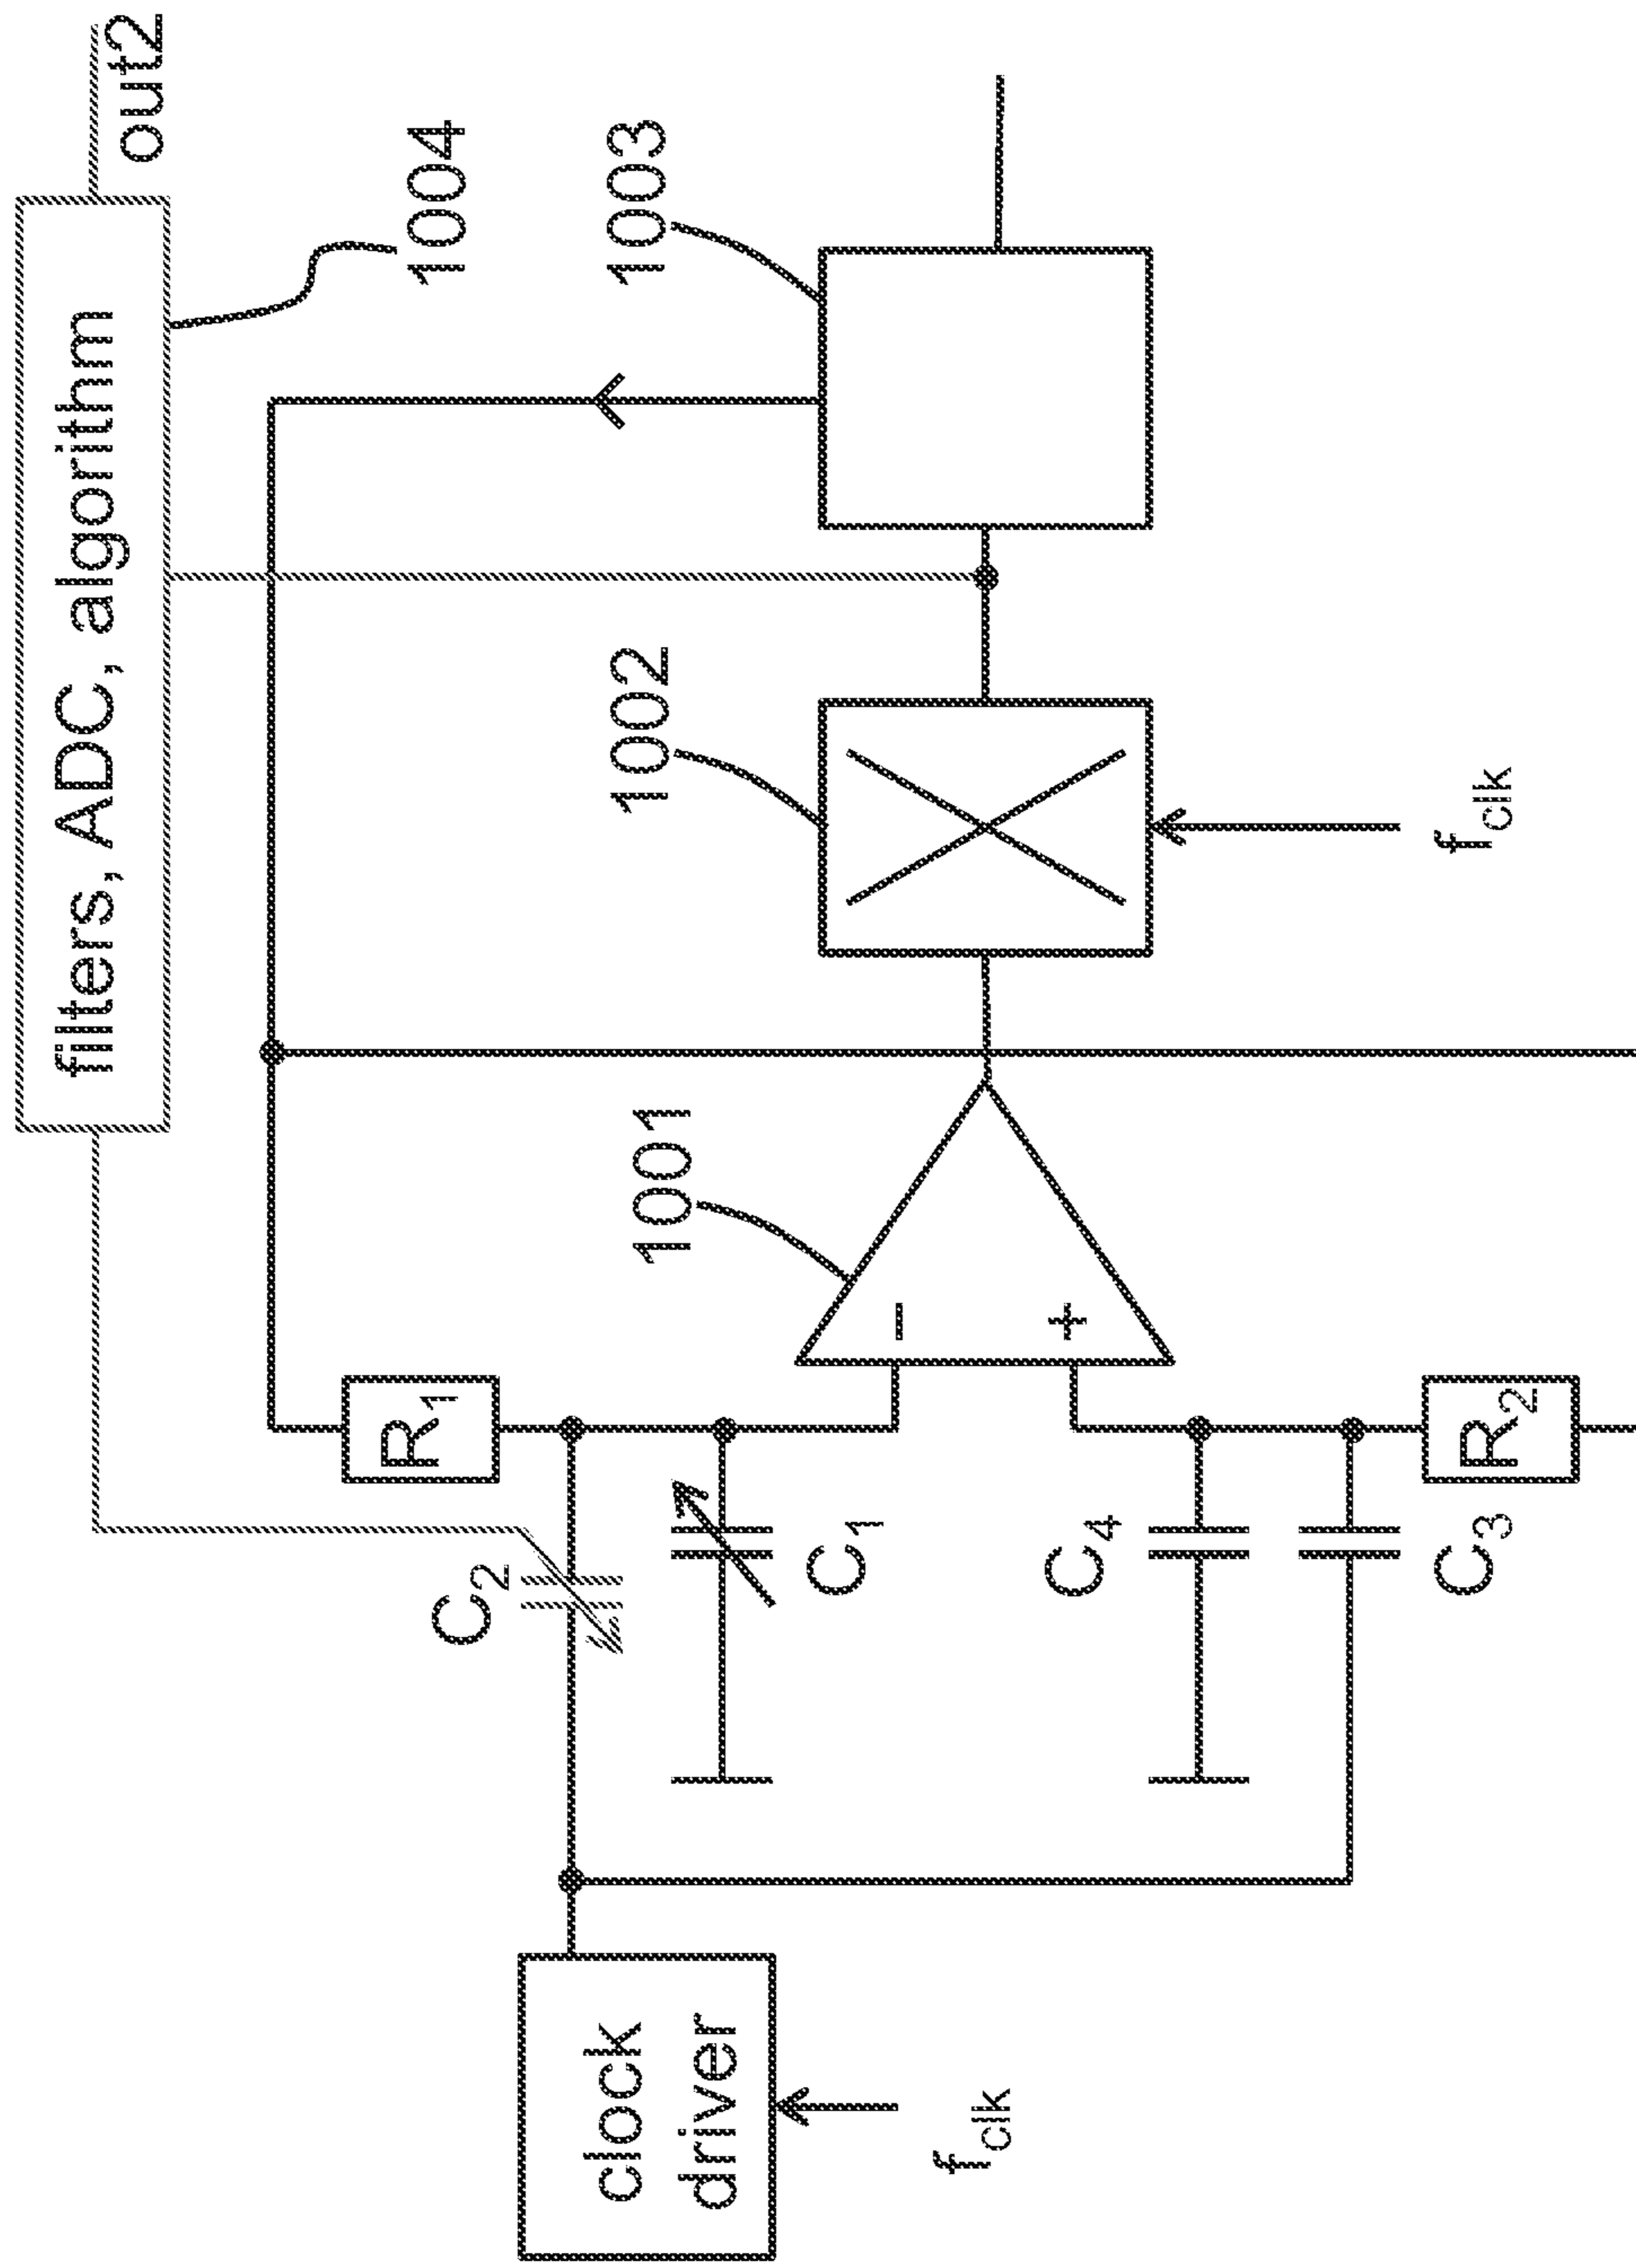 filters, ADC, algorithm
out2
1004
1003
1002
1001
R1
C2
C1
C4
C3
R2
clock
driver
fclk
fclk